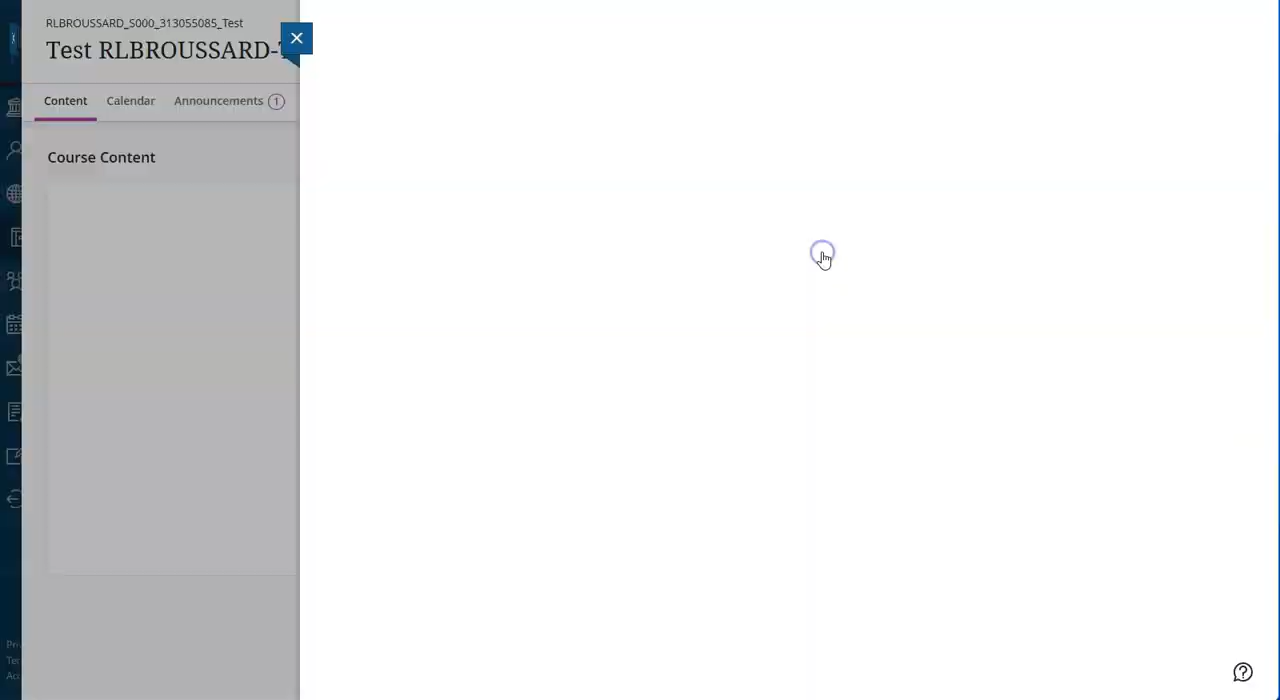 RLBROUSSARD_S000_313055085_Test
Test RLBROUSSARD-
Content
Calendar
Announcements 1
Course Content